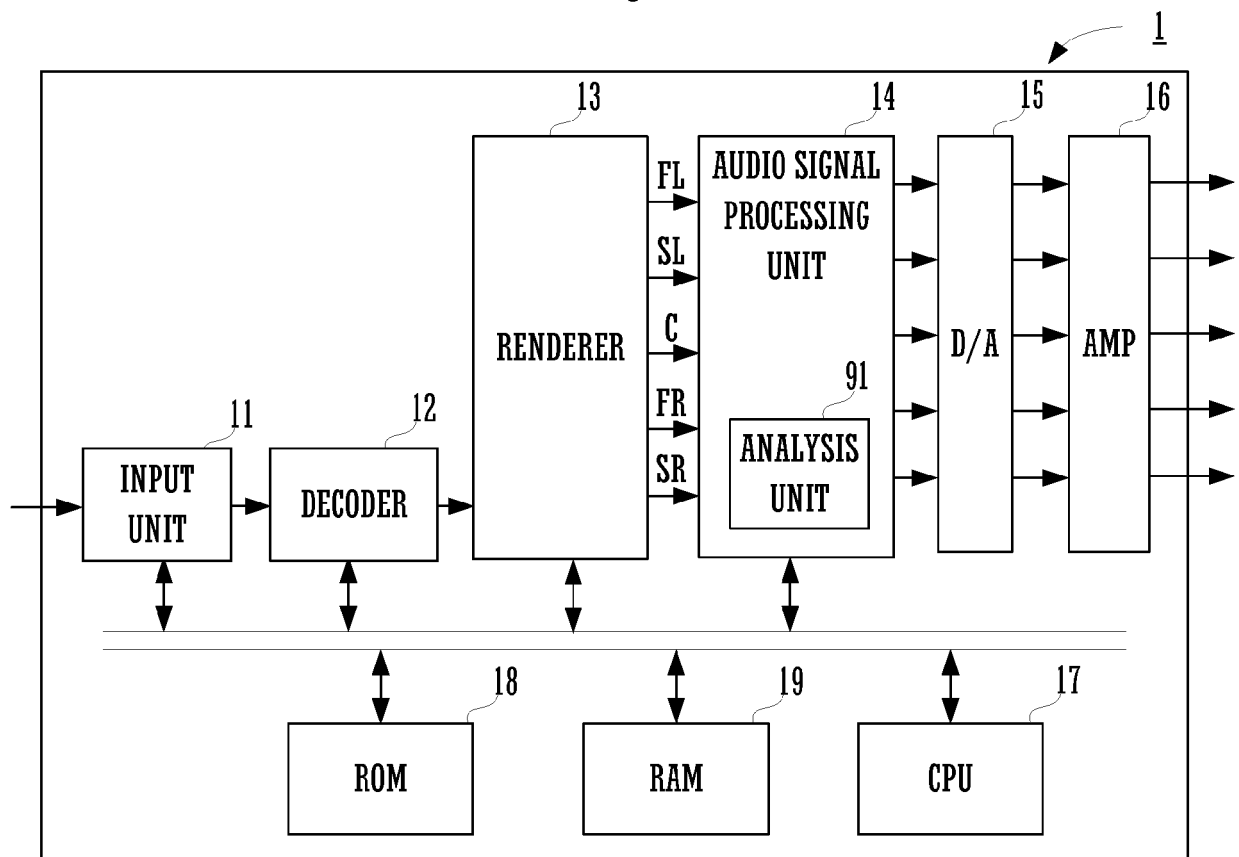 1
13
14
15
16
FL
SL
C
FR
SR
RENDERER
AUDIO SIGNAL
PROCESSING
UNIT
91
ANALYSIS
UNIT
D/A
AMP
11
INPUT
UNIT
12
DECODER
18
ROM
19
RAM
17
CPU